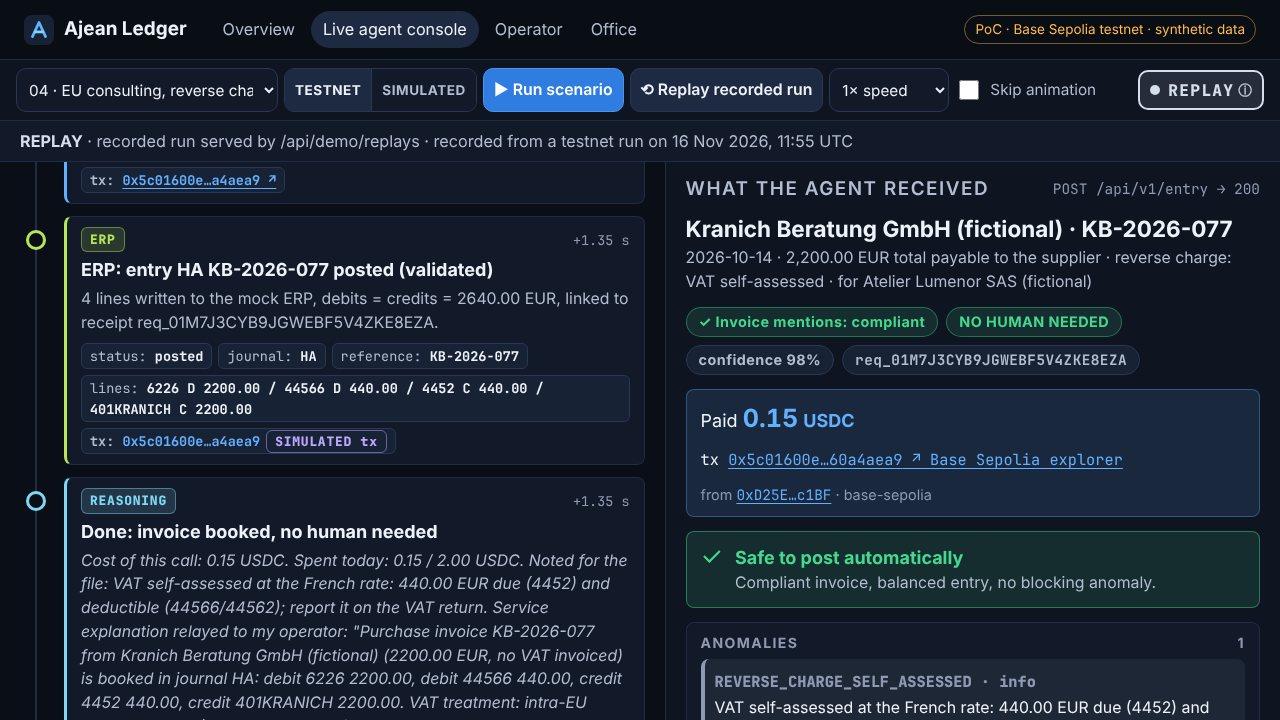 Ajean Ledger
Overview
Live agent console
Operator
Office
PoC · Base Sepolia testnet · synthetic data
04 · EU consulting, reverse cha
TESTNET
SIMULATED
▶ Run scenario
⟲ Replay recorded run
1× speed
Skip animation
REPLAY ⓘ
REPLAY · recorded run served by /api/demo/replays · recorded from a testnet run on 16 Nov 2026, 11:55 UTC
tx: 0x5c01600e…a4aea9 ↗
ERP
+1.35 s
ERP: entry HA KB-2026-077 posted (validated)
4 lines written to the mock ERP, debits = credits = 2640.00 EUR, linked to
receipt req_01M7J3CYB9JGWEBF5V4ZKE8EZA.
status: posted
journal: HA
reference: KB-2026-077
lines: 6226 D 2200.00 / 44566 D 440.00 / 4452 C 440.00 /
401KRANICH C 2200.00
tx: 0x5c01600e…a4aea9 SIMULATED tx
REASONING
+1.35 s
Done: invoice booked, no human needed
Cost of this call: 0.15 USDC. Spent today: 0.15 / 2.00 USDC. Noted for the
file: VAT self-assessed at the French rate: 440.00 EUR due (4452) and
deductible (44566/44562); report it on the VAT return. Service
explanation relayed to my operator: "Purchase invoice KB-2026-077
from Kranich Beratung GmbH (fictional) (2200.00 EUR, no VAT invoiced)
is booked in journal HA: debit 6226 2200.00, debit 44566 440.00, credit
4452 440.00, credit 401KRANICH 2200.00. VAT treatment: intra-EU
WHAT THE AGENT RECEIVED
POST /api/v1/entry → 200
Kranich Beratung GmbH (fictional) · KB-2026-077
2026-10-14 · 2,200.00 EUR total payable to the supplier · reverse charge:
VAT self-assessed · for Atelier Lumenor SAS (fictional)
✓ Invoice mentions: compliant
NO HUMAN NEEDED
confidence 98%
req_01M7J3CYB9JGWEBF5V4ZKE8EZA
Paid 0.15 USDC
tx 0x5c01600e…60a4aea9 ↗ Base Sepolia explorer
from 0xD25E…c1BF · base-sepolia
Safe to post automatically
Compliant invoice, balanced entry, no blocking anomaly.
ANOMALIES
1
REVERSE_CHARGE_SELF_ASSESSED · info
VAT self-assessed at the French rate: 440.00 EUR due (4452) and